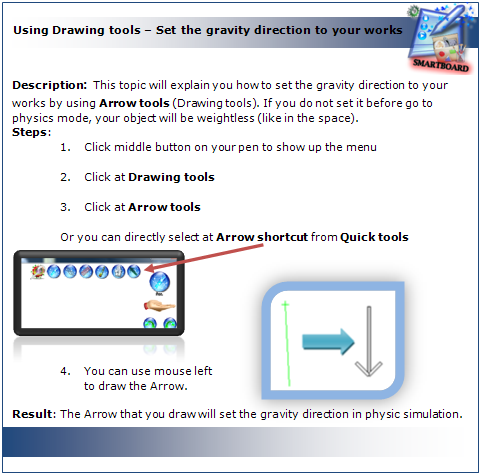 Using Drawing tools – Set the gravity direction to your works
SMARTBOARD
Description: This topic will explain you how to set the gravity direction to your
works by using Arrow tools (Drawing tools). If you do not set it before go to
physics mode, your object will be weightless (like in the space).
Steps:
1. Click middle button on your pen to show up the menu
2. Click at Drawing tools
3. Click at Arrow tools
Or you can directly select at Arrow shortcut from Quick tools
4. You can use mouse left
to draw the Arrow.
Result: The Arrow that you draw will set the gravity direction in physic simulation.